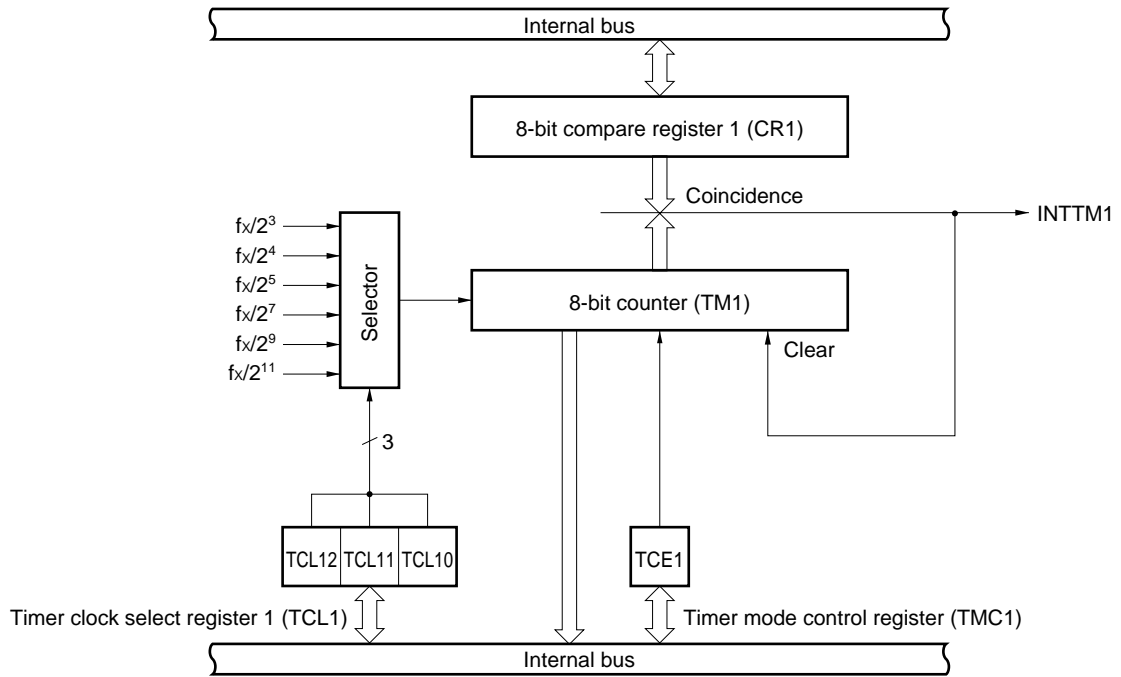 Internal bus
8-bit compare register 1 (CR1)
Coincidence
INTTM1
fx/2³
fx/2⁴
fx/2⁵
fx/2⁷
fx/2⁹
fx/2¹¹
Selector
8-bit counter (TM1)
Clear
3
TCL12 TCL11 TCL10
TCE1
Timer clock select register 1 (TCL1)
Timer mode control register (TMC1)
Internal bus